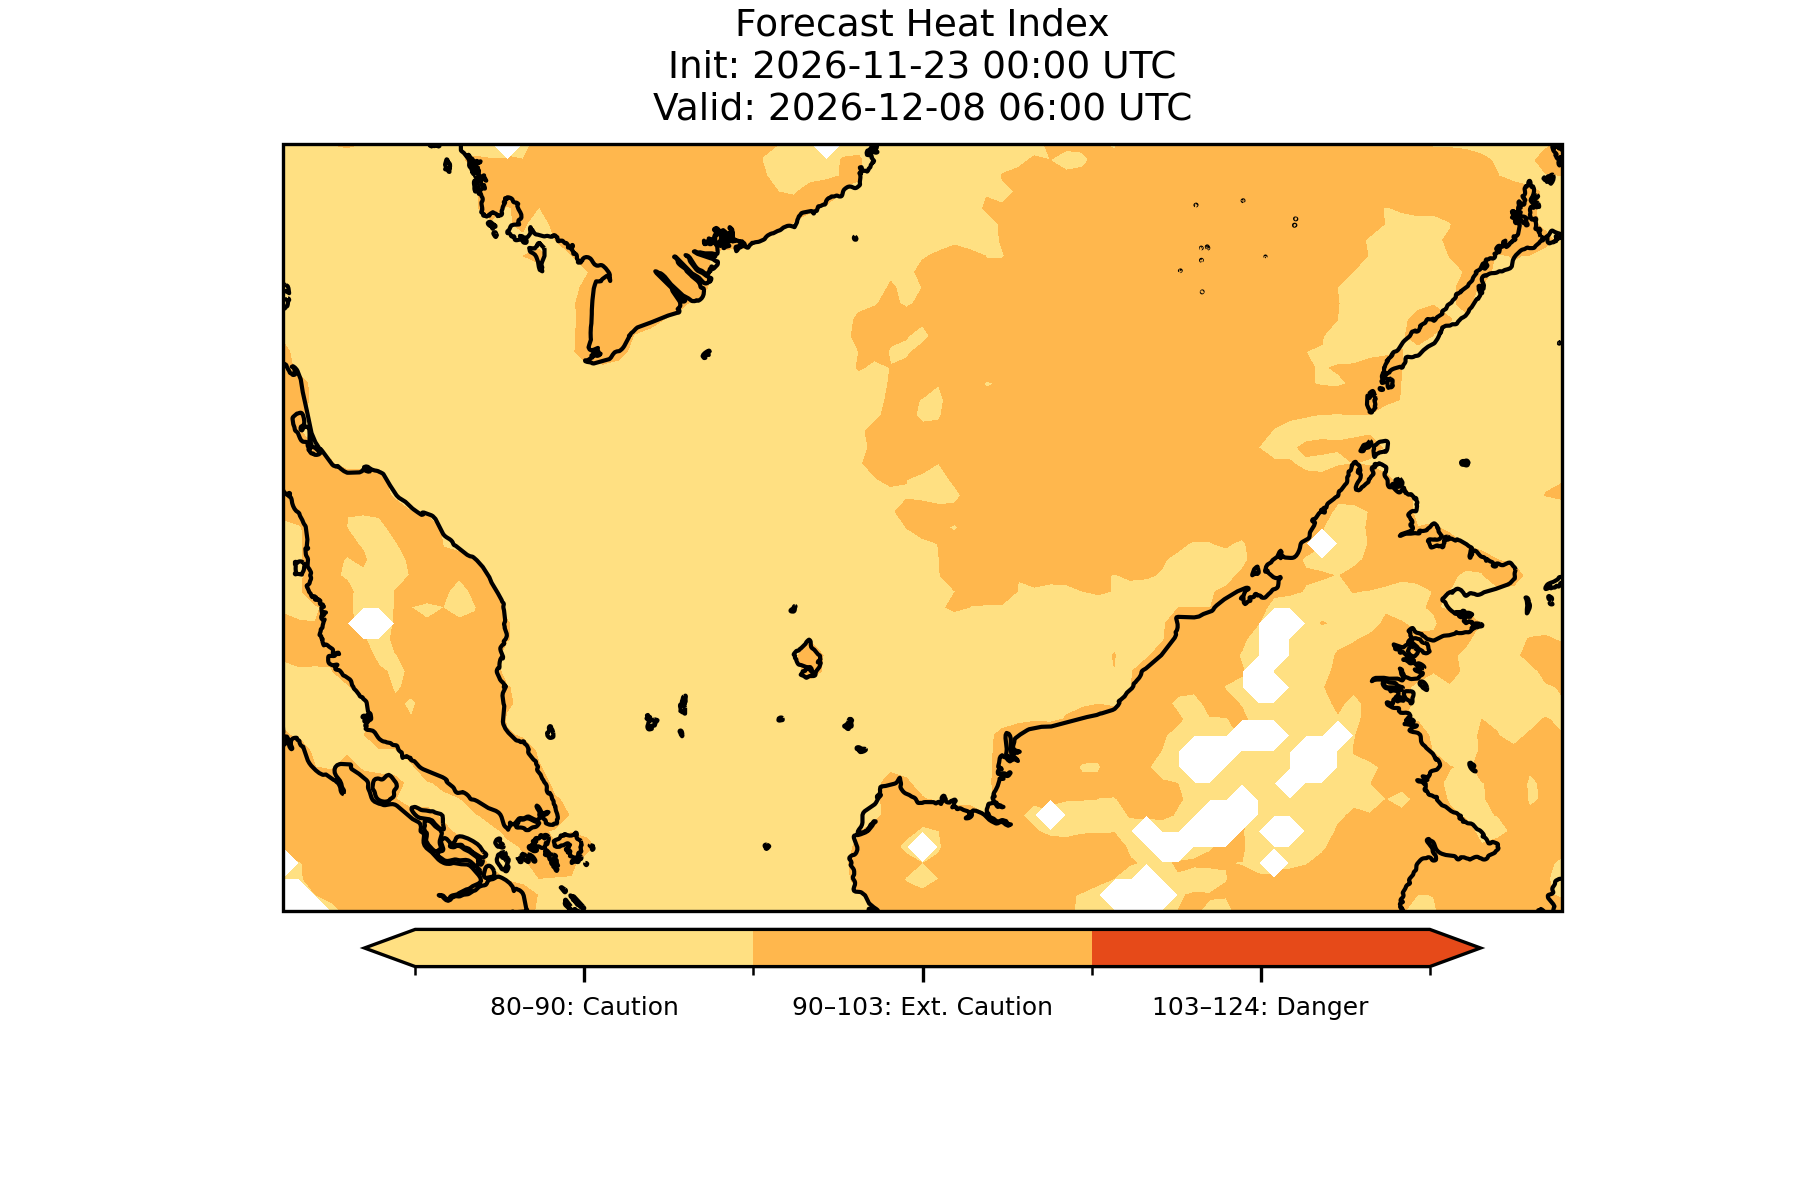 Forecast Heat Index
Init: 2026-11-23 00:00 UTC
Valid: 2026-12-08 06:00 UTC
80–90: Caution
90–103: Ext. Caution
103–124: Danger